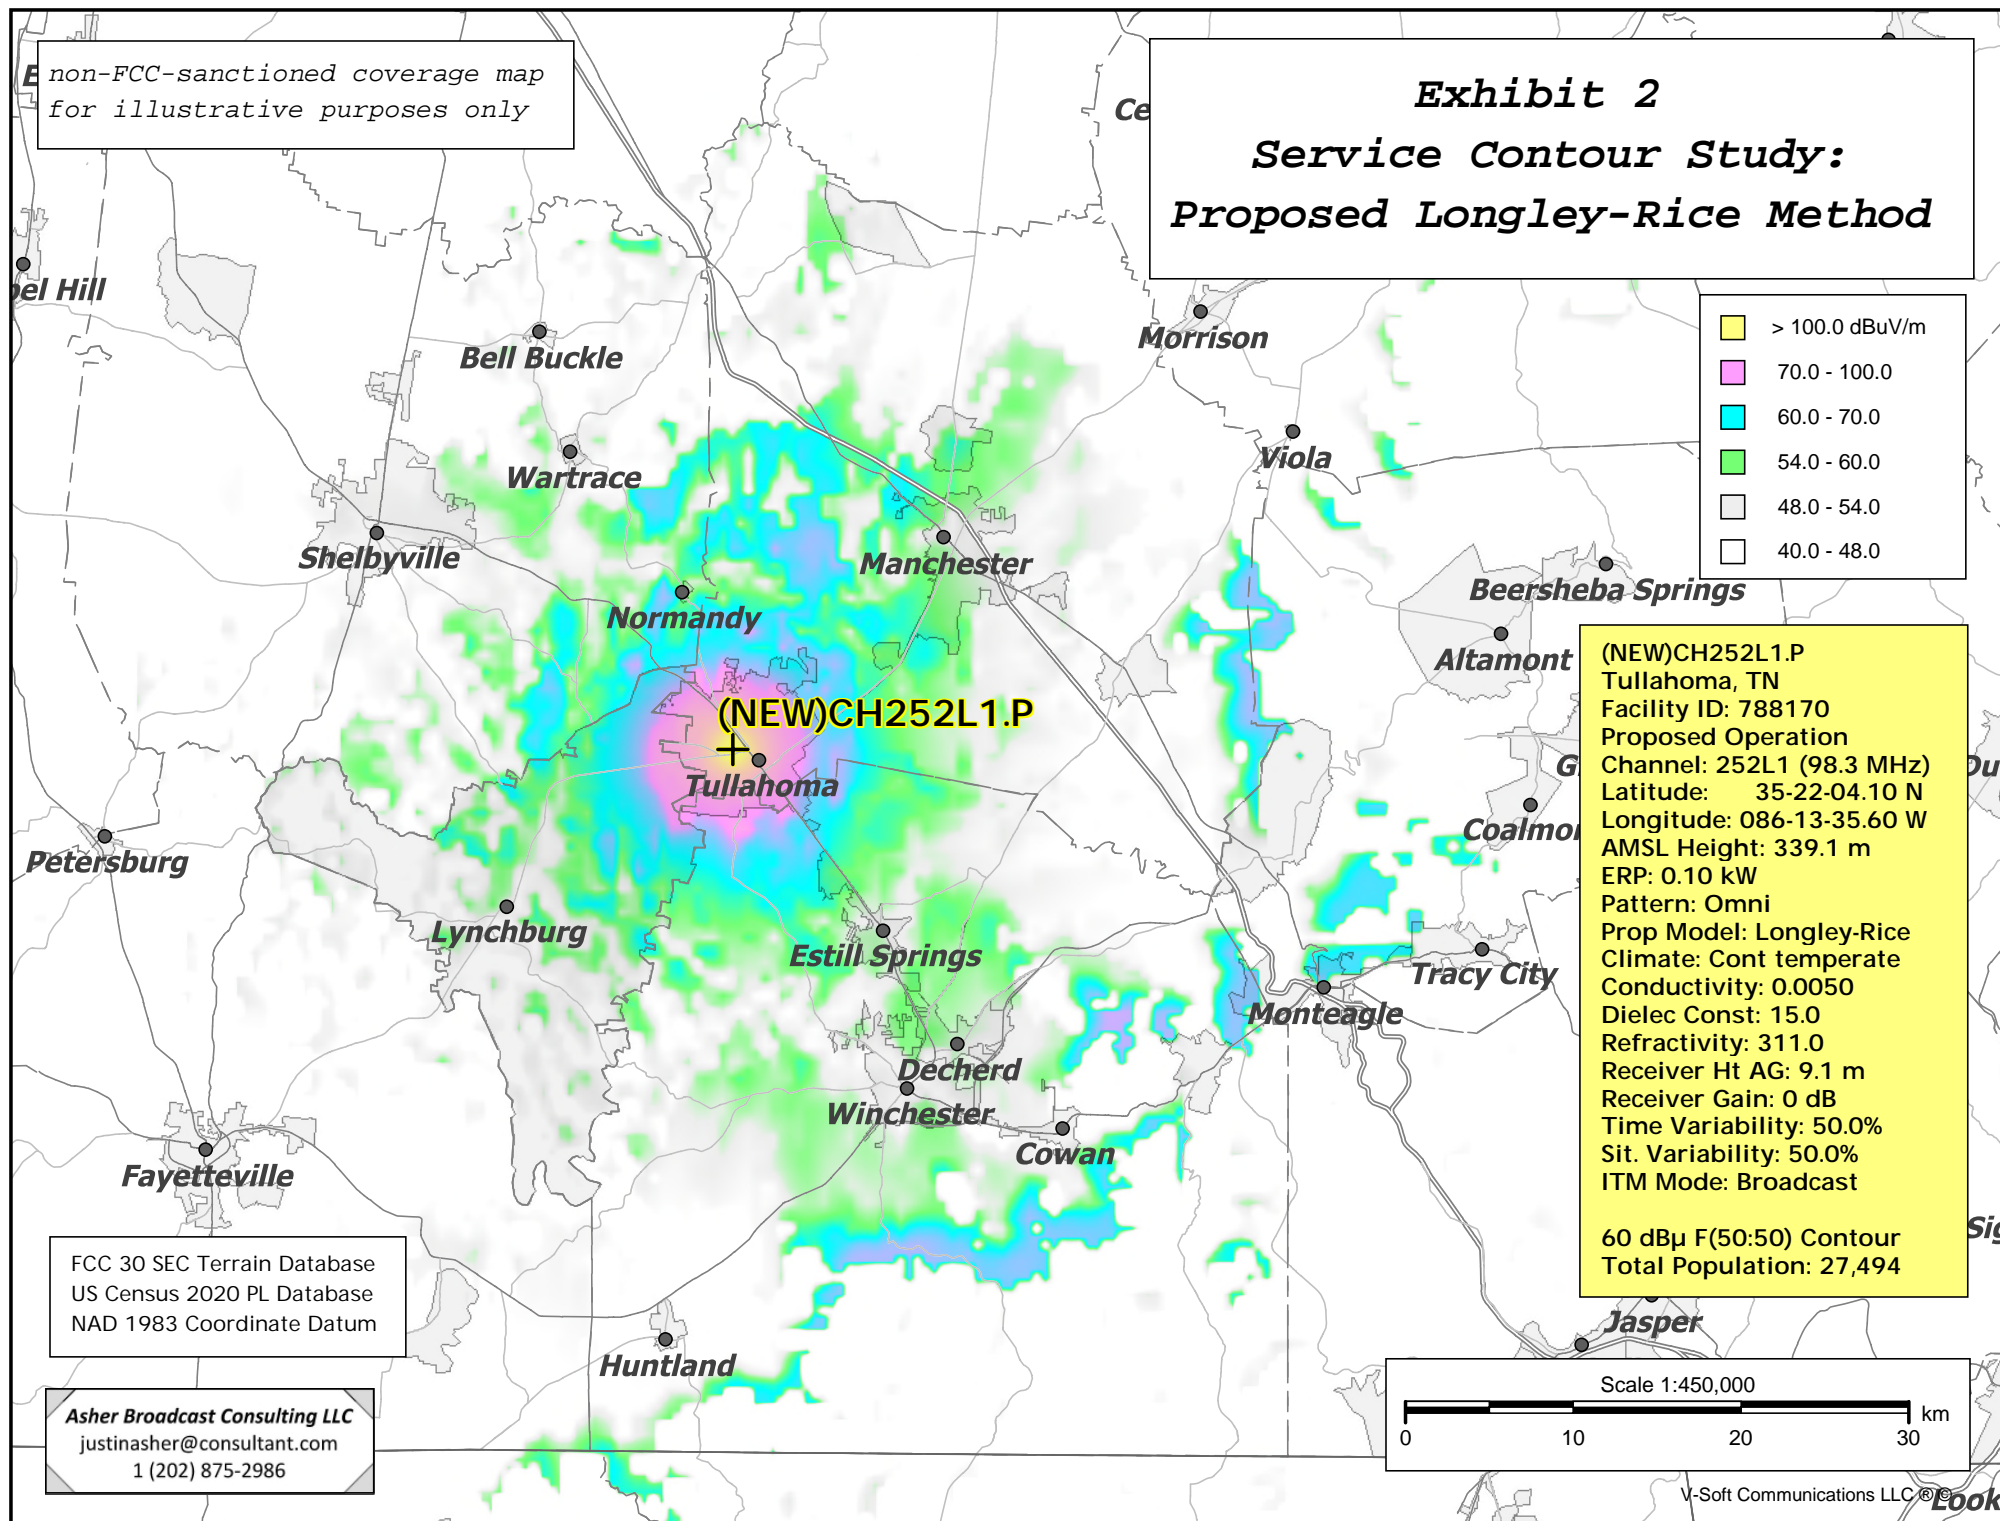 non-FCC-sanctioned coverage map
for illustrative purposes only
Exhibit 2
Service Contour Study:
Proposed Longley-Rice Method
> 100.0 dBuV/m
70.0 - 100.0
60.0 - 70.0
54.0 - 60.0
48.0 - 54.0
40.0 - 48.0
Ce
pel Hill
Bell Buckle
Morrison
Wartrace
Viola
Shelbyville
Manchester
Beersheba Springs
Normandy
Altamont
(NEW)CH252L1.P
Tullahoma
Coalmon
Petersburg
Lynchburg
Estill Springs
Tracy City
Monteagle
Decherd
Winchester
Cowan
Fayetteville
Huntland
Jasper
Sig
Du
G
Look
(NEW)CH252L1.P
Tullahoma, TN
Facility ID: 788170
Proposed Operation
Channel: 252L1 (98.3 MHz)
Latitude: 35-22-04.10 N
Longitude: 086-13-35.60 W
AMSL Height: 339.1 m
ERP: 0.10 kW
Pattern: Omni
Prop Model: Longley-Rice
Climate: Cont temperate
Conductivity: 0.0050
Dielec Const: 15.0
Refractivity: 311.0
Receiver Ht AG: 9.1 m
Receiver Gain: 0 dB
Time Variability: 50.0%
Sit. Variability: 50.0%
ITM Mode: Broadcast
60 dBµ F(50:50) Contour
Total Population: 27,494
FCC 30 SEC Terrain Database
US Census 2020 PL Database
NAD 1983 Coordinate Datum
Asher Broadcast Consulting LLC
justinasher@consultant.com
1 (202) 875-2986
Scale 1:450,000
km
0 10 20 30
V-Soft Communications LLC ® ©